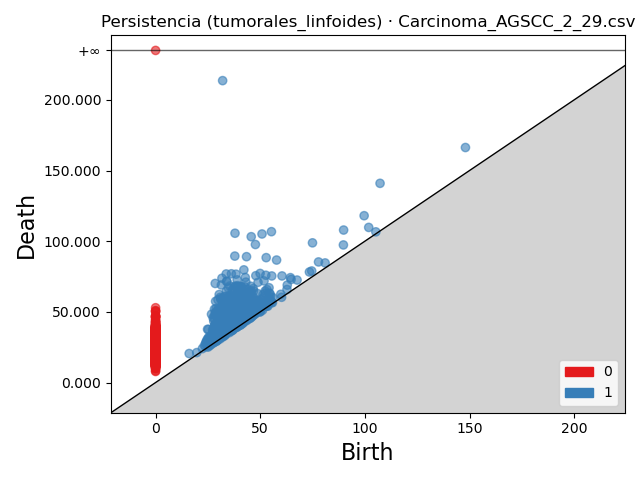 Persistencia (tumorales_linfoides) · Carcinoma_AGSCC_2_29.csv
+∞
200.000
150.000
100.000
50.000
0.000
Death
0
1
0 50 100 150 200
Birth